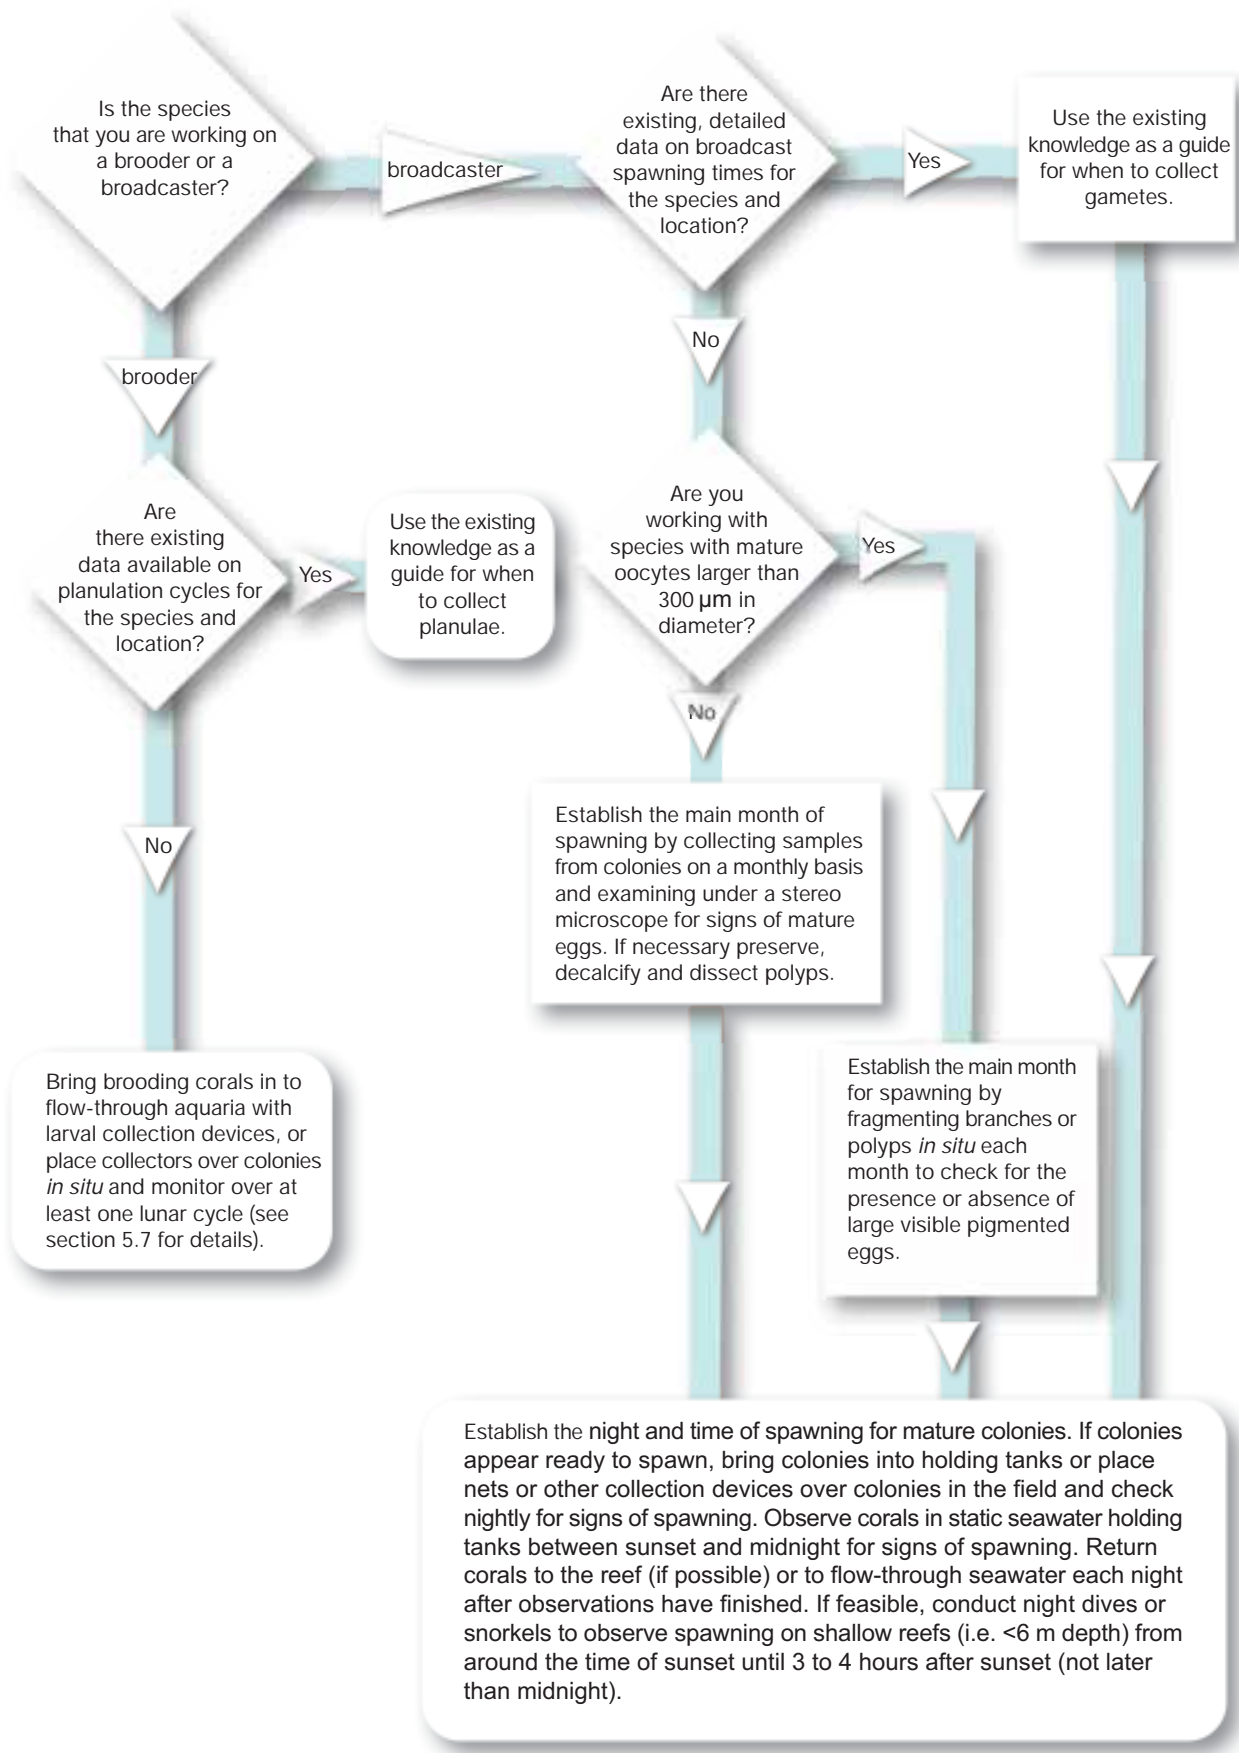 Is the species
that you are working on
a brooder or a
broadcaster?
broadcaster
Are there
existing, detailed
data on broadcast
spawning times for
the species and
location?
Yes
Use the existing
knowledge as a guide
for when to collect
gametes.
No
brooder
Are
there existing
data available on
planulation cycles for
the species and
location?
Yes
Use the existing
knowledge as a
guide for when
to collect
planulae.
Are you
working with
species with mature
oocytes larger than
300 µm in
diameter?
Yes
No
No
Establish the main month of
spawning by collecting samples
from colonies on a monthly basis
and examining under a stereo
microscope for signs of mature
eggs. If necessary preserve,
decalcify and dissect polyps.
Bring brooding corals in to
flow-through aquaria with
larval collection devices, or
place collectors over colonies
in situ and monitor over at
least one lunar cycle (see
section 5.7 for details).
Establish the main month
for spawning by
fragmenting branches or
polyps in situ each
month to check for the
presence or absence of
large visible pigmented
eggs.
Establish the night and time of spawning for mature colonies. If colonies
appear ready to spawn, bring colonies into holding tanks or place
nets or other collection devices over colonies in the field and check
nightly for signs of spawning. Observe corals in static seawater holding
tanks between sunset and midnight for signs of spawning. Return
corals to the reef (if possible) or to flow-through seawater each night
after observations have finished. If feasible, conduct night dives or
snorkels to observe spawning on shallow reefs (i.e. <6 m depth) from
around the time of sunset until 3 to 4 hours after sunset (not later
than midnight).